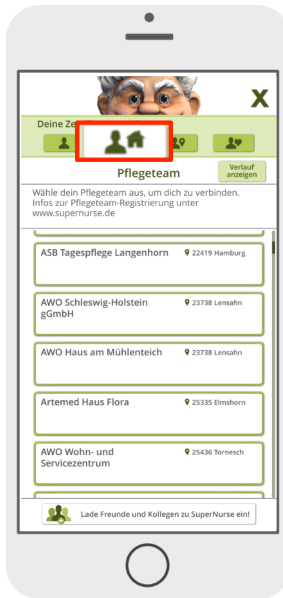 X
Deine Ze
Pflegeteam
Verlauf
anzeigen
Wähle dein Pflegeteam aus, um dich zu verbinden.
Infos zur Pflegeteam-Registrierung unter
www.supernurse.de
ASB Tagespflege Langenhorn 22419 Hamburg
AWO Schleswig-Holstein 23738 Lensahn
gGmbH
AWO Haus am Mühlenteich 23738 Lensahn
Artemed Haus Flora 25335 Elmshorn
AWO Wohn- und 25436 Tornesch
Servicezentrum
Lade Freunde und Kollegen zu SuperNurse ein!